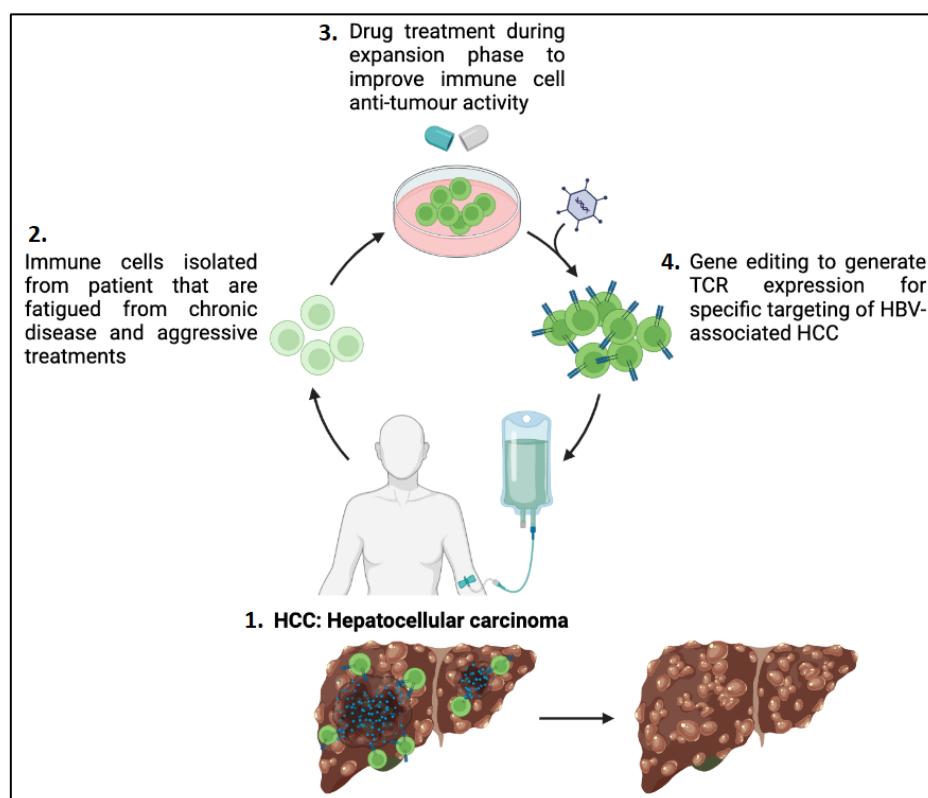 3. Drug treatment during
expansion phase to
improve immune cell
anti-tumour activity
2.
Immune cells isolated
from patient that are
fatigued from chronic
disease and aggressive
treatments
4. Gene editing to generate
TCR expression for
specific targeting of HBV-
associated HCC
1. HCC: Hepatocellular carcinoma